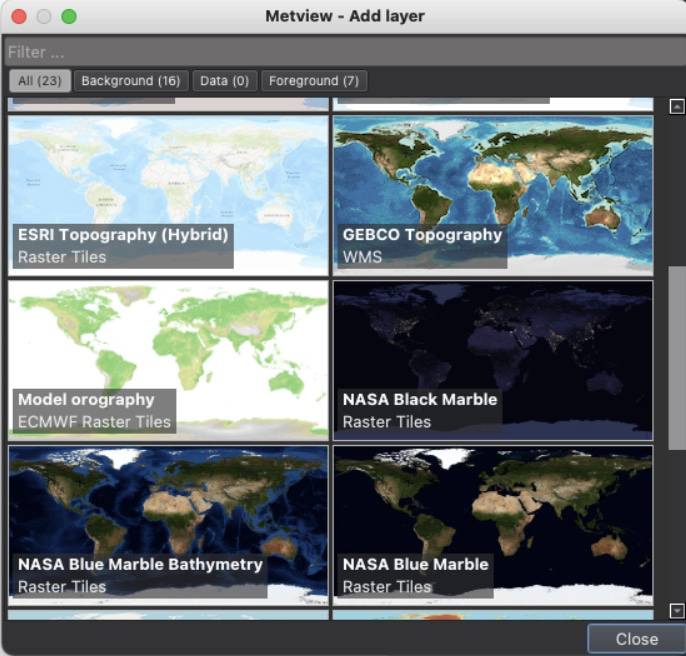 Metview - Add layer
Filter ...
All (23) Background (16) Data (0) Foreground (7)
ESRI Topography (Hybrid)
Raster Tiles
GEBCO Topography
WMS
Model orography
ECMWF Raster Tiles
NASA Black Marble
Raster Tiles
NASA Blue Marble Bathymetry
Raster Tiles
NASA Blue Marble
Raster Tiles
Close